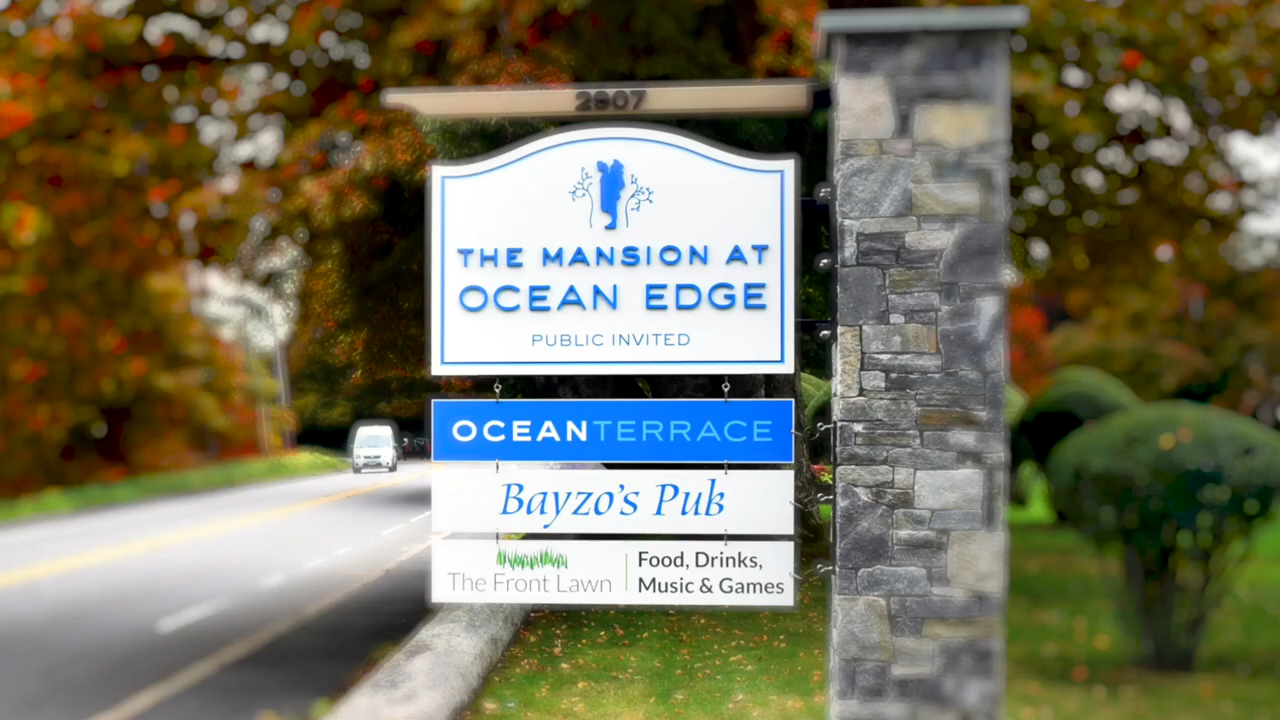 2907
THE MANSION AT
OCEAN EDGE
PUBLIC INVITED
OCEANTERRACE
Bayzo's Pub
The Front Lawn
Food, Drinks,
Music & Games